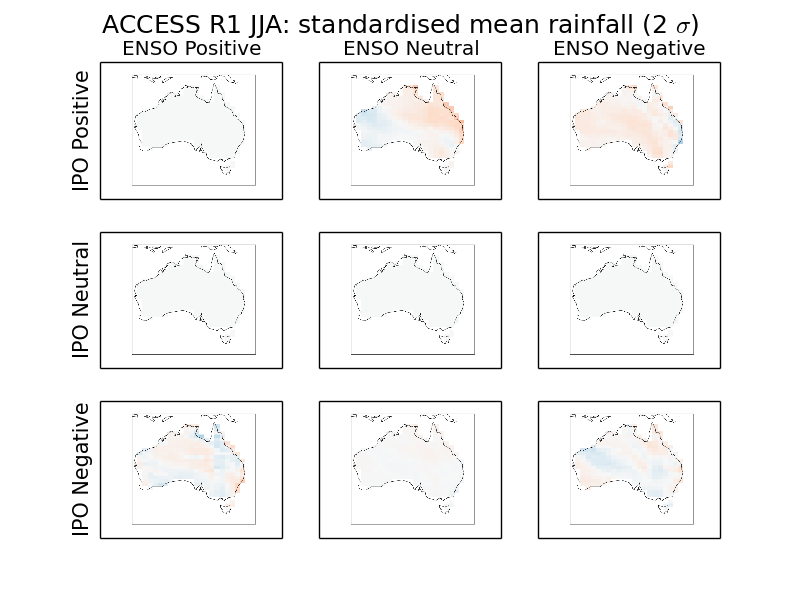 ACCESS R1 JJA: standardised mean rainfall (2 σ)
ENSO Positive
ENSO Neutral
ENSO Negative
IPO Positive
IPO Neutral
IPO Negative